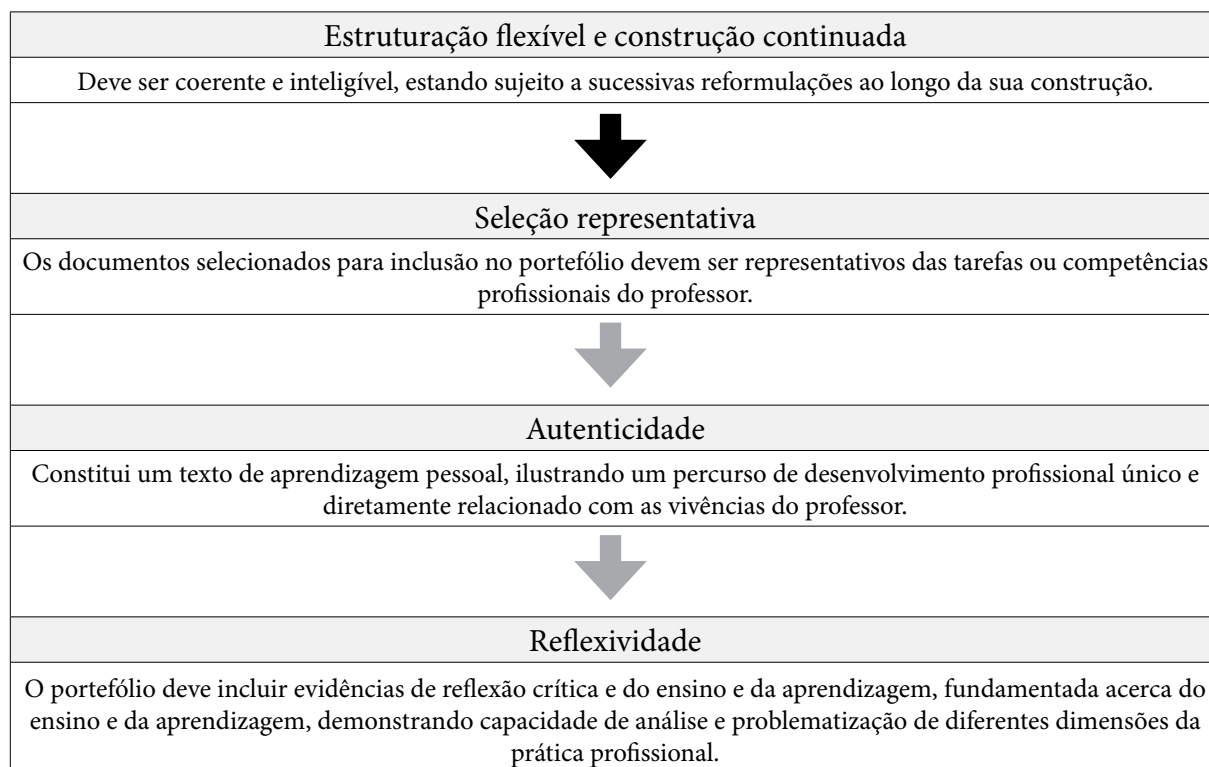 Estruturação flexível e construção continuada
Deve ser coerente e inteligível, estando sujeito a sucessivas reformulações ao longo da sua construção.
Seleção representativa
Os documentos selecionados para inclusão no portefólio devem ser representativos das tarefas ou competências
profissionais do professor.
Autenticidade
Constitui um texto de aprendizagem pessoal, ilustrando um percurso de desenvolvimento profissional único e
diretamente relacionado com as vivências do professor.
Reflexividade
O portefólio deve incluir evidências de reflexão crítica e do ensino e da aprendizagem, fundamentada acerca do
ensino e da aprendizagem, demonstrando capacidade de análise e problematização de diferentes dimensões da
prática profissional.